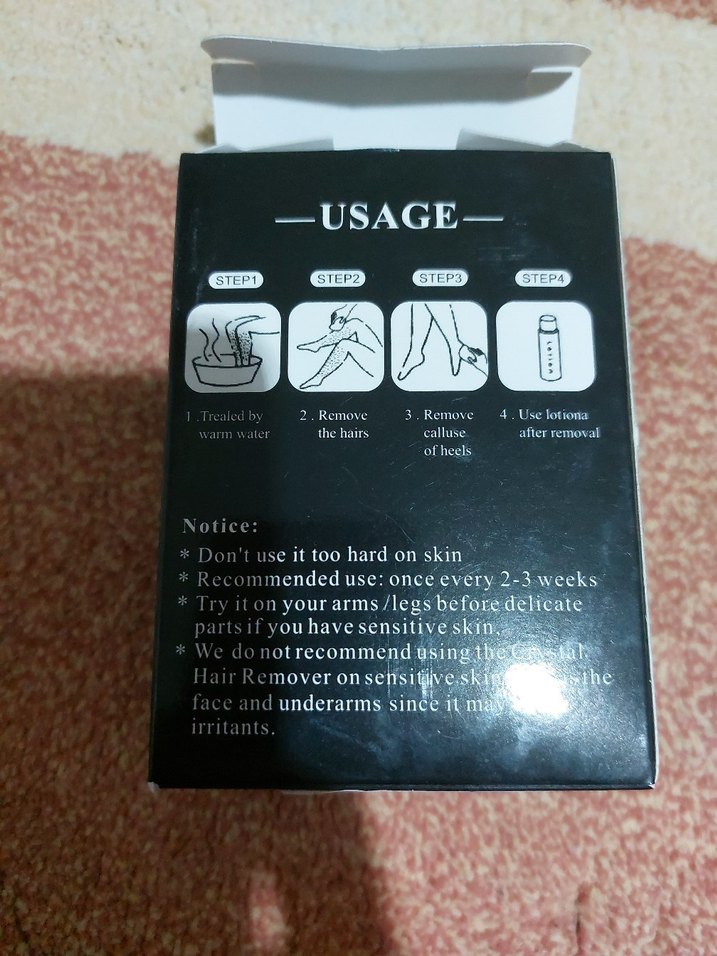 —USAGE—
STEP1 STEP2 STEP3 STEP4
Lotion
1 .Trealed by
warm water
2 . Remove
the hairs
3 . Remove
calluse
of heels
4 . Use lotiona
after removal
Notice:
* Don't use it too hard on skin
* Recommended use: once every 2-3 weeks
* Try it on your arms /legs before delicate
parts if you have sensitive skin.
* We do not recommend using the Crystal
Hair Remover on sensitive skin the
face and underarms since it may
irritants.